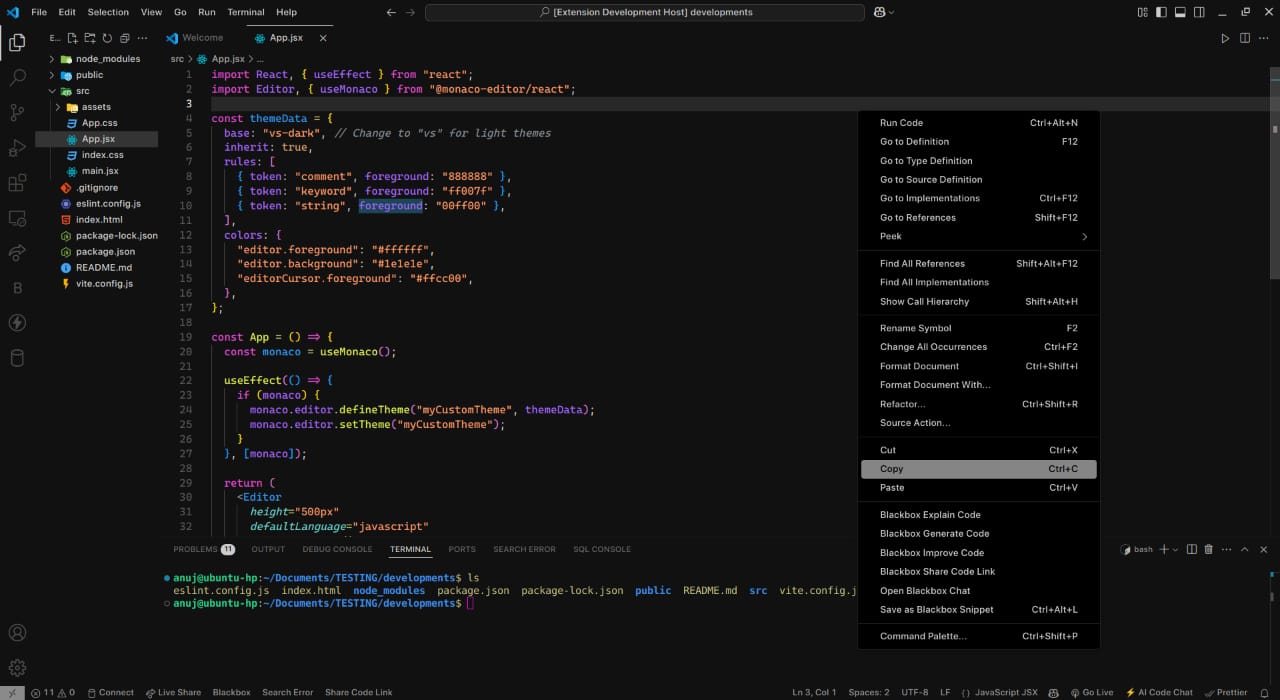 File Edit Selection View Go Run Terminal Help
[Extension Development Host] developments
E...
Welcome
App.jsx
src > App.jsx > ...
node_modules
public
src
assets
App.css
App.jsx
index.css
main.jsx
.gitignore
eslint.config.js
index.html
package-lock.json
package.json
README.md
vite.config.js
B
1 import React, { useEffect } from "react";
2 import Editor, { useMonaco } from "@monaco-editor/react";
3
4 const themeData = {
5 base: "vs-dark", // Change to "vs" for light themes
6 inherit: true,
7 rules: [
8 { token: "comment", foreground: "888888" },
9 { token: "keyword", foreground: "ff007f" },
10 { token: "string", foreground: "00ff00" },
11 ],
12 colors: {
13 "editor.foreground": "#ffffff",
14 "editor.background": "#1e1e1e",
15 "editorCursor.foreground": "#ffcc00",
16 },
17 };
18
19 const App = () => {
20 const monaco = useMonaco();
21
22 useEffect(() => {
23 if (monaco) {
24 monaco.editor.defineTheme("myCustomTheme", themeData);
25 monaco.editor.setTheme("myCustomTheme");
26 }
27 }, [monaco]);
28
29 return (
30 <Editor
31 height="500px"
32 defaultLanguage="javascript"
Run Code Ctrl+Alt+N
Go to Definition F12
Go to Type Definition
Go to Source Definition
Go to Implementations Ctrl+F12
Go to References Shift+F12
Peek
Find All References Shift+Alt+F12
Find All Implementations
Show Call Hierarchy Shift+Alt+H
Rename Symbol F2
Change All Occurrences Ctrl+F2
Format Document Ctrl+Shift+I
Format Document With...
Refactor... Ctrl+Shift+R
Source Action...
Cut Ctrl+X
Copy Ctrl+C
Paste Ctrl+V
Blackbox Explain Code
Blackbox Generate Code
Blackbox Improve Code
Blackbox Share Code Link
Open Blackbox Chat
Save as Blackbox Snippet Ctrl+Alt+L
Command Palette... Ctrl+Shift+P
PROBLEMS 11 OUTPUT DEBUG CONSOLE TERMINAL PORTS SEARCH ERROR SQL CONSOLE
bash
anuj@ubuntu-hp:~/Documents/TESTING/developments$ ls
eslint.config.js index.html node_modules package.json package-lock.json public README.md src vite.config.j
anuj@ubuntu-hp:~/Documents/TESTING/developments$
11 0 Connect Live Share Blackbox Search Error Share Code Link
Ln 3, Col 1 Spaces: 2 UTF-8 LF {} JavaScript JSX Go Live AI Code Chat Prettier